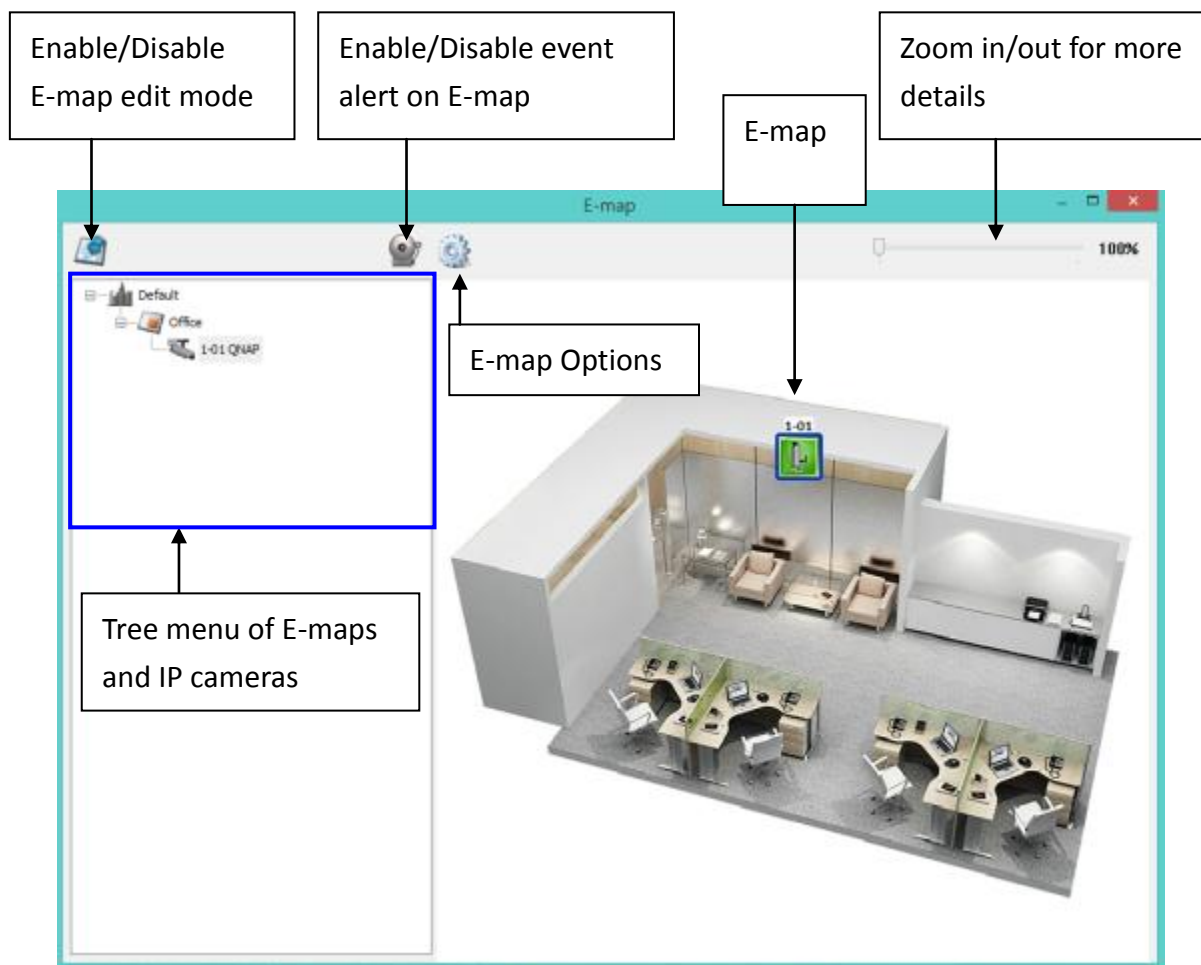 Enable/Disable
E-map edit mode
Enable/Disable event
alert on E-map
E-map
Zoom in/out for more
details
E-map
100%
Default
Office
1-01 QNAP
E-map Options
1-01
Tree menu of E-maps
and IP cameras